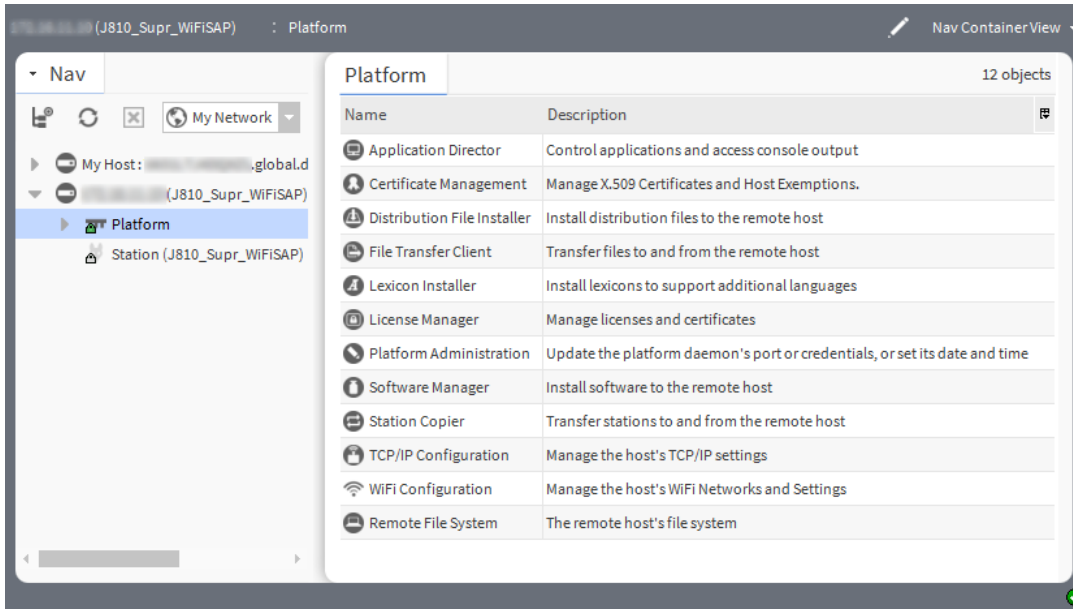 (J810_Supr_WiFiSAP) : Platform
Nav Container View
Nav
My Network
My Host : .global.d
(J810_Supr_WiFiSAP)
Platform
Station (J810_Supr_WiFiSAP)
Platform
12 objects
Name Description
Application Director Control applications and access console output
Certificate Management Manage X.509 Certificates and Host Exemptions.
Distribution File Installer Install distribution files to the remote host
File Transfer Client Transfer files to and from the remote host
Lexicon Installer Install lexicons to support additional languages
License Manager Manage licenses and certificates
Platform Administration Update the platform daemon's port or credentials, or set its date and time
Software Manager Install software to the remote host
Station Copier Transfer stations to and from the remote host
TCP/IP Configuration Manage the host's TCP/IP settings
WiFi Configuration Manage the host's WiFi Networks and Settings
Remote File System The remote host's file system